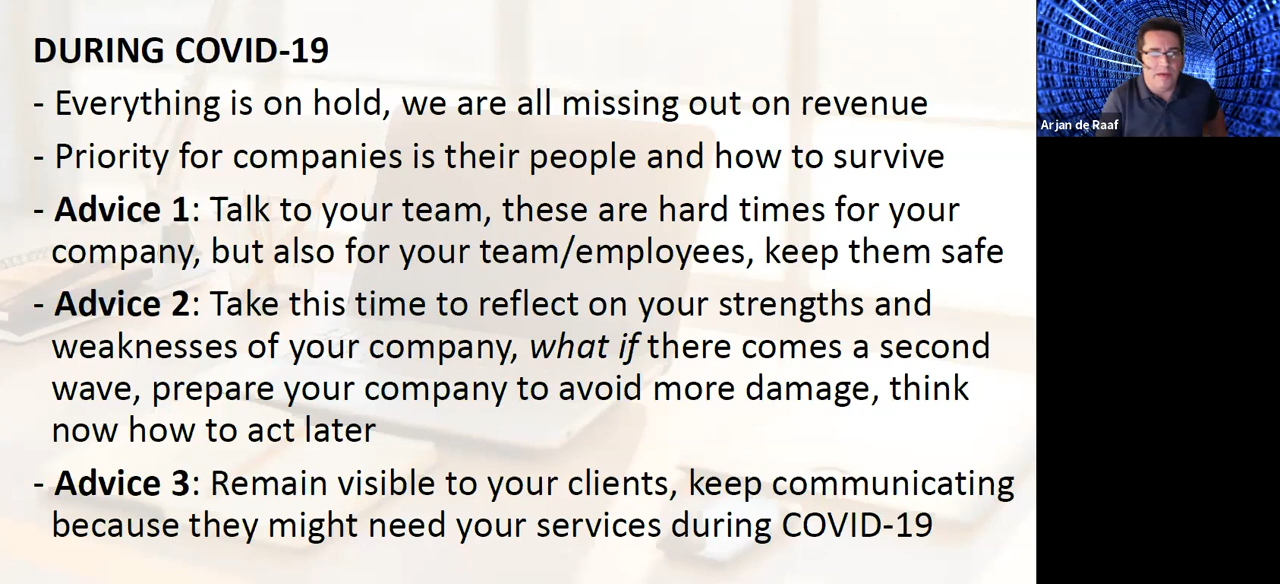 DURING COVID-19
- Everything is on hold, we are all missing out on revenue
- Priority for companies is their people and how to survive
- Advice 1: Talk to your team, these are hard times for your
company, but also for your team/employees, keep them safe
- Advice 2: Take this time to reflect on your strengths and
weaknesses of your company, what if there comes a second
wave, prepare your company to avoid more damage, think
now how to act later
- Advice 3: Remain visible to your clients, keep communicating
because they might need your services during COVID-19
Arjan de Raaf